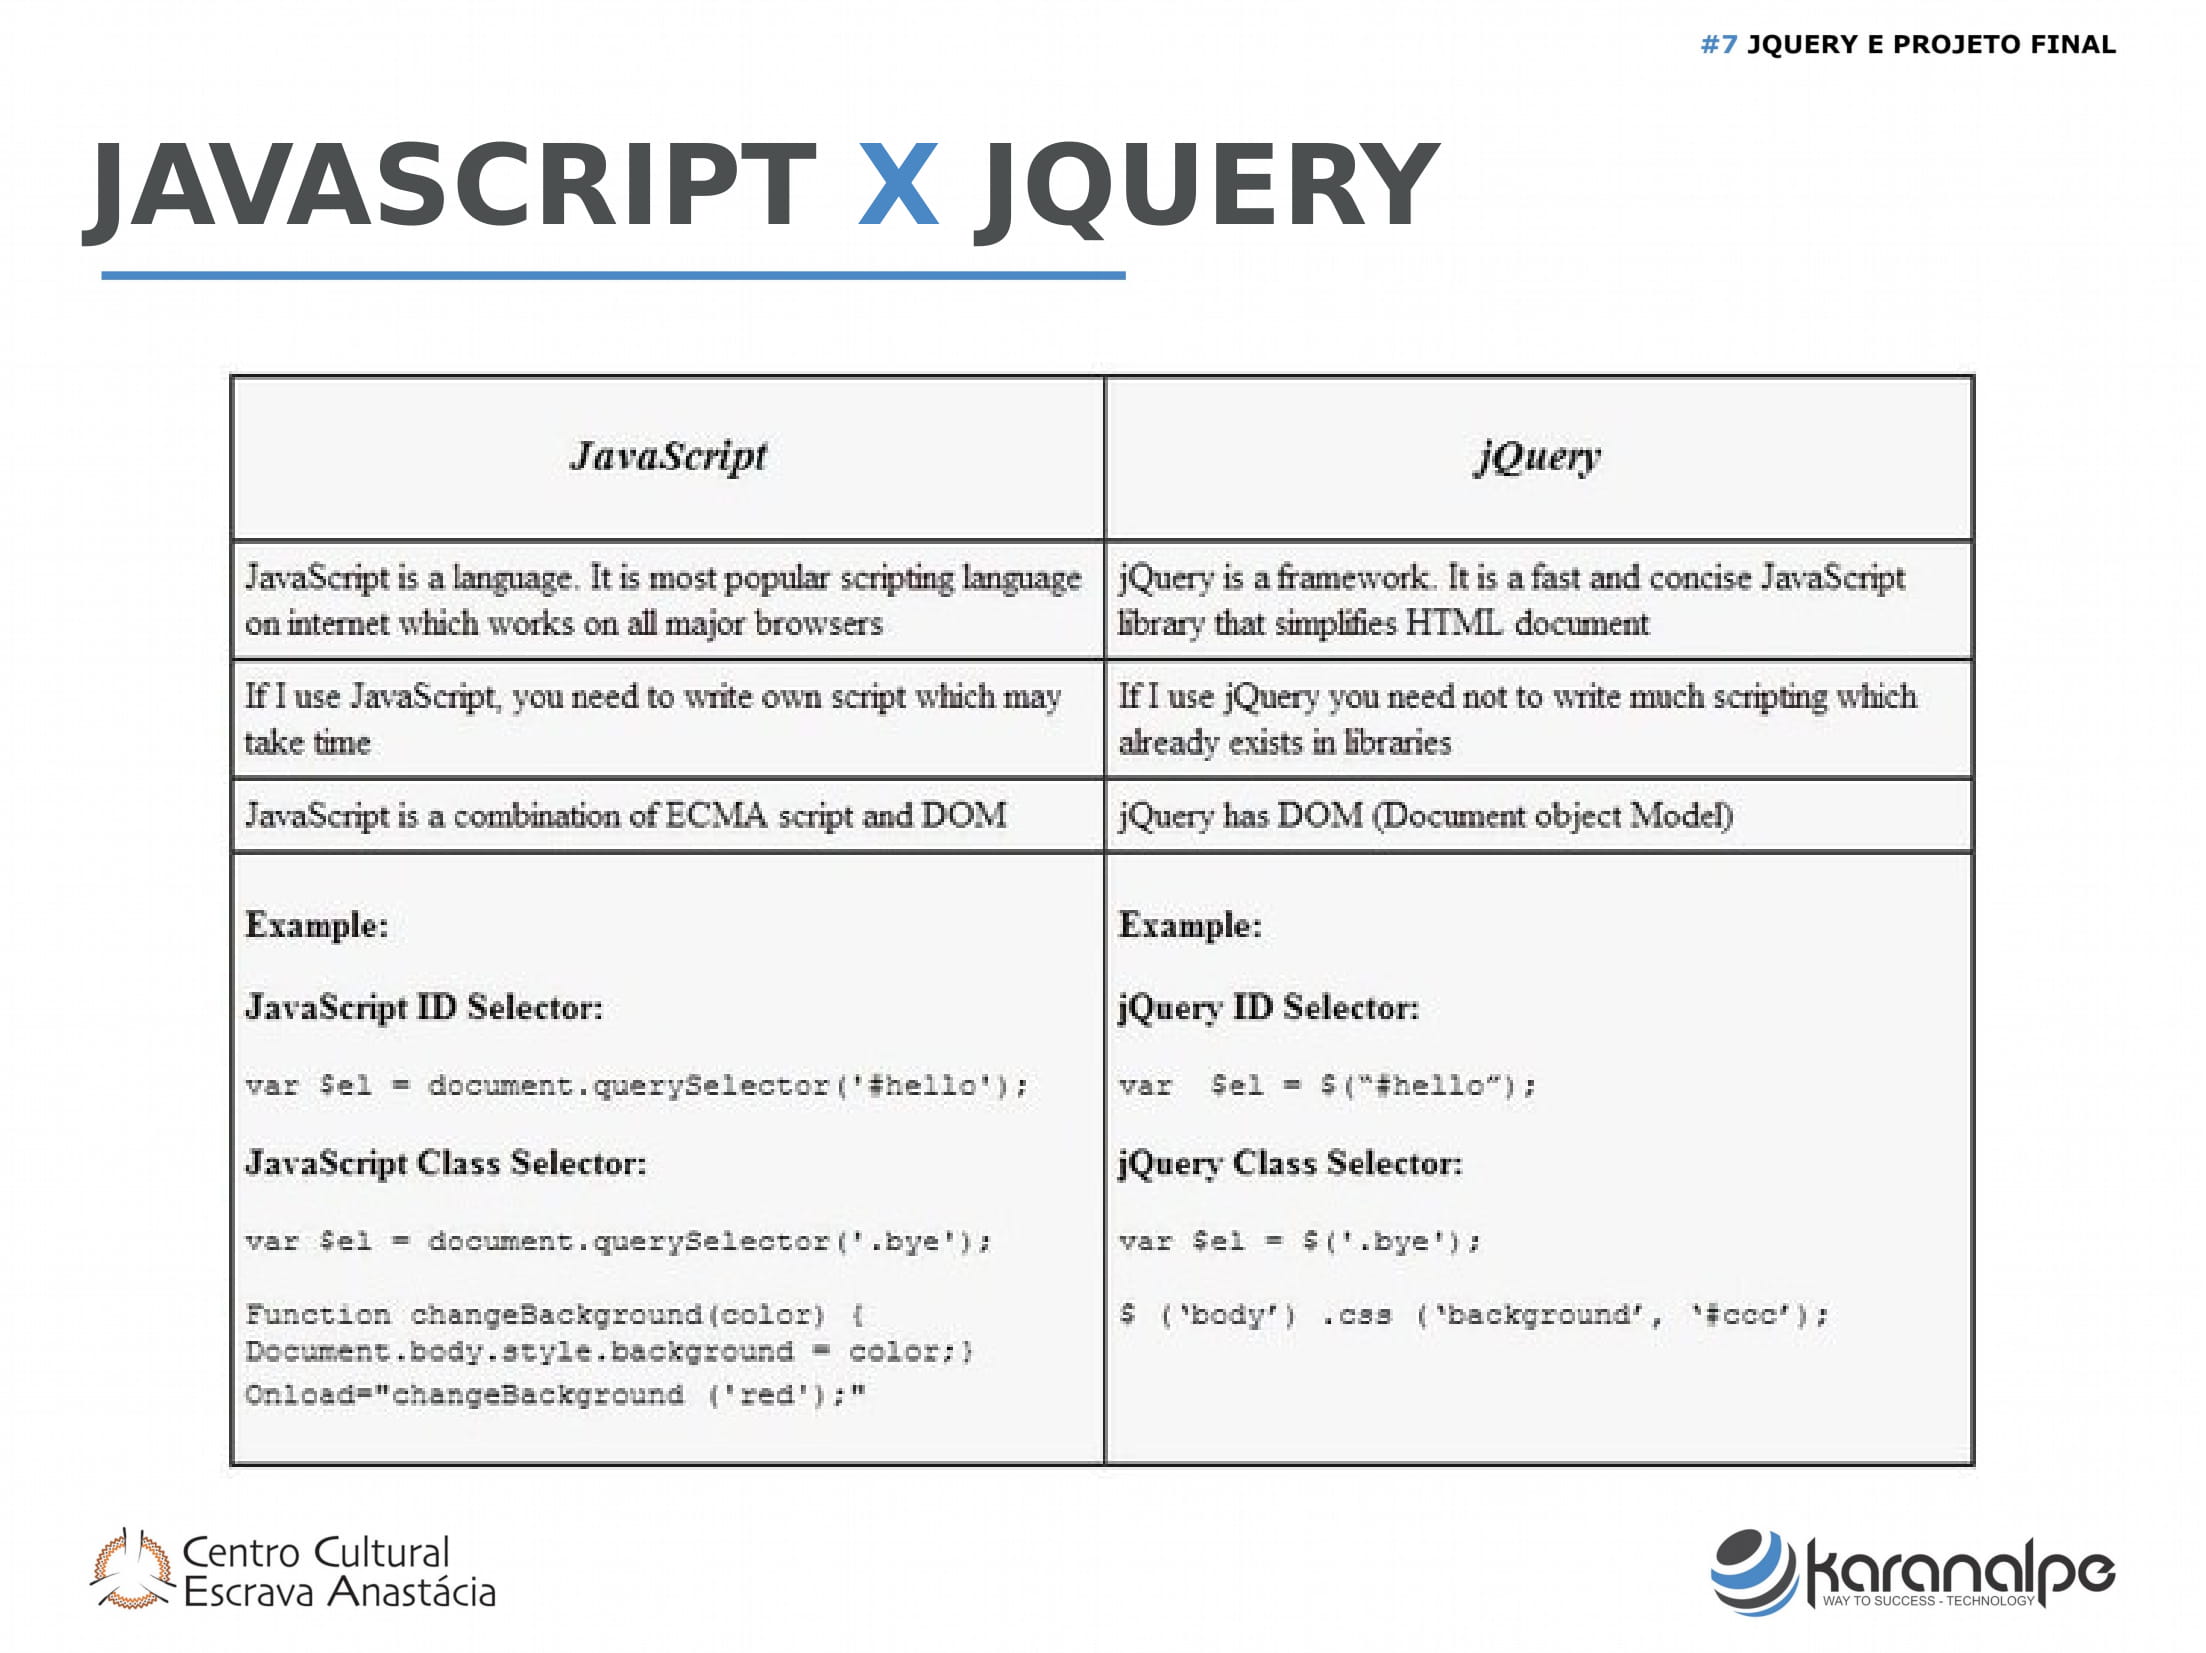 #7 JQUERY E PROJETO FINAL
JAVASCRIPT X JQUERY
JavaScript
jQuery
JavaScript is a language. It is most popular scripting language
on internet which works on all major browsers
jQuery is a framework. It is a fast and concise JavaScript
library that simplifies HTML document
If I use JavaScript, you need to write own script which may
take time
If I use jQuery you need not to write much scripting which
already exists in libraries
JavaScript is a combination of ECMA script and DOM
jQuery has DOM (Document object Model)
Example:
JavaScript ID Selector:
var $el = document.querySelector('#hello');
JavaScript Class Selector:
var $el = document.querySelector('.bye');
Function changeBackground(color) {
Document.body.style.background = color;}
Onload="changeBackground ('red');"
Example:
jQuery ID Selector:
var  $el = $(“#hello”);
jQuery Class Selector:
var $el = $('.bye');
$ (‘body’) .css (‘background’, ‘#ccc’);
Centro Cultural
Escrava Anastácia
karanalpe
WAY TO SUCCESS - TECHNOLOGY